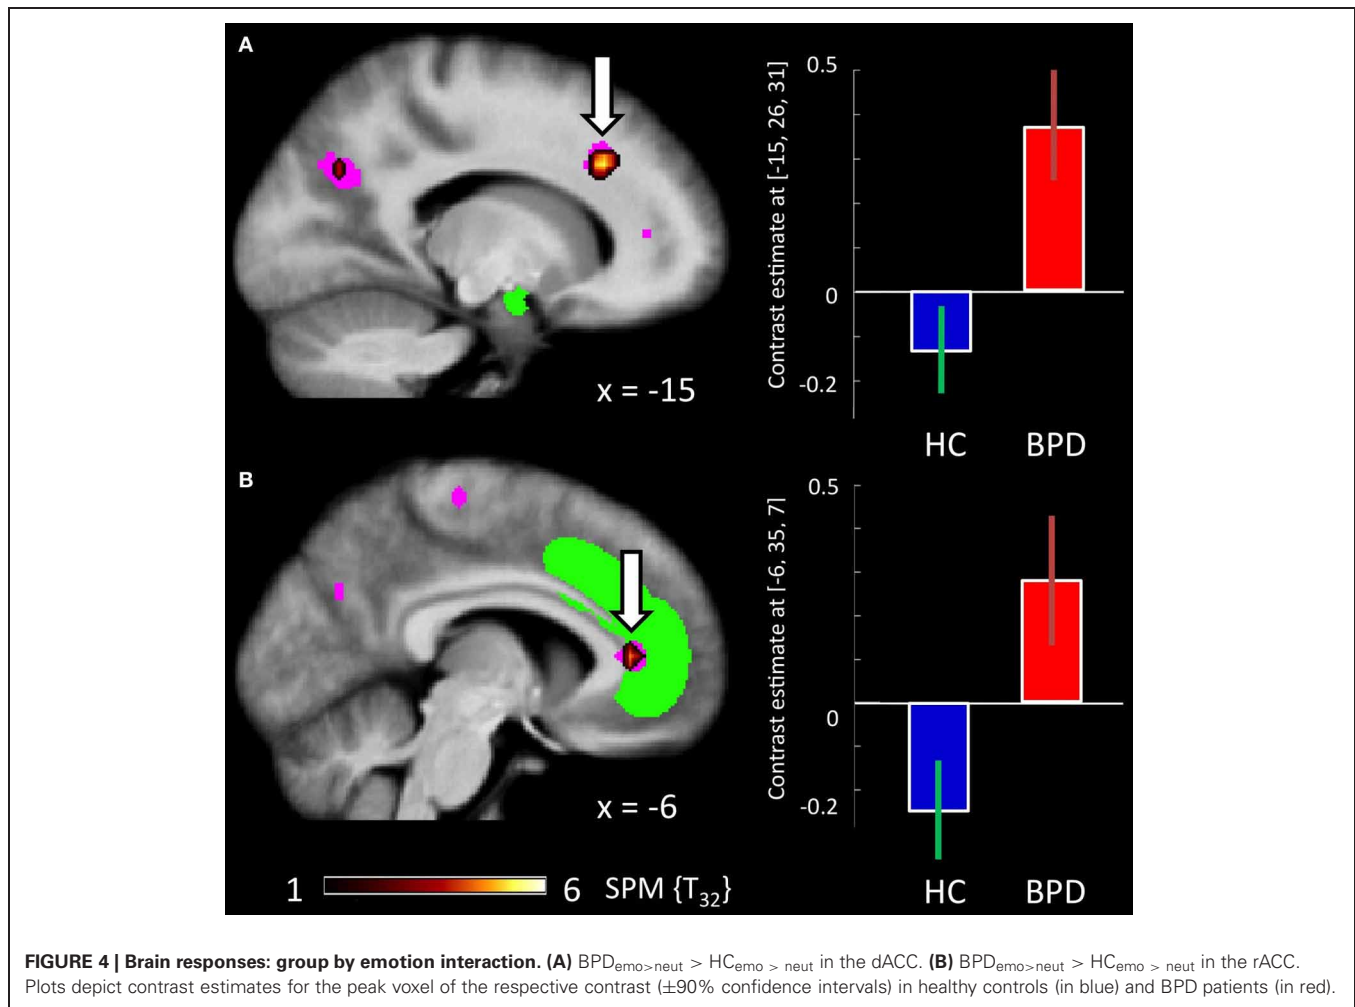 A
0.5
Contrast estimate at [-15, 26, 31]
0
-0.2
x = -15
HC BPD
B
0.5
Contrast estimate at [-6, 35, 7]
0
-0.2
x = -6
1 6 SPM {T32}
HC BPD
FIGURE 4 | Brain responses: group by emotion interaction. (A) BPDemo>neut > HCemo > neut in the dACC. (B) BPDemo>neut > HCemo > neut in the rACC.
Plots depict contrast estimates for the peak voxel of the respective contrast (±90% confidence intervals) in healthy controls (in blue) and BPD patients (in red).